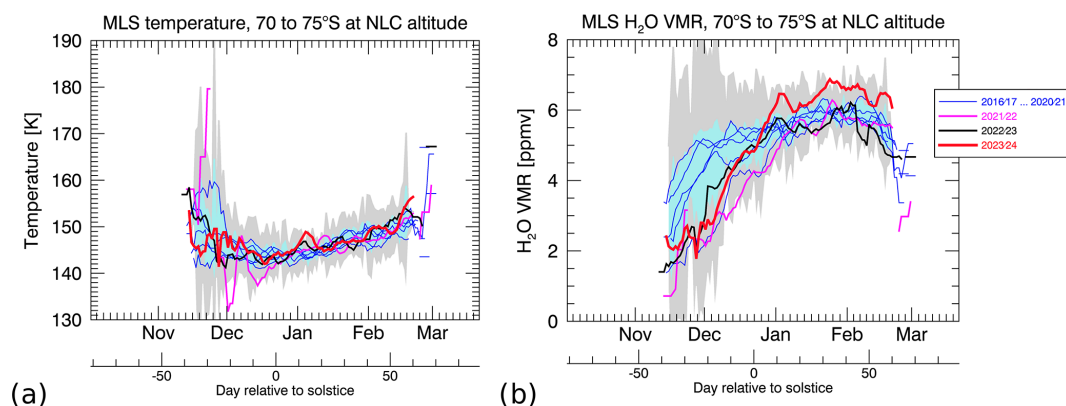 MLS temperature, 70 to 75°S at NLC altitude
190
180
170
160
150
140
130
Temperature [K]
Nov Dec Jan Feb Mar
-50 0 50
Day relative to solstice
(a)
MLS H₂O VMR, 70°S to 75°S at NLC altitude
8
6
4
2
0
H₂O VMR [ppmv]
Nov Dec Jan Feb Mar
-50 0 50
Day relative to solstice
(b)
2016/17 ... 2020/21
2021/22
2022/23
2023/24